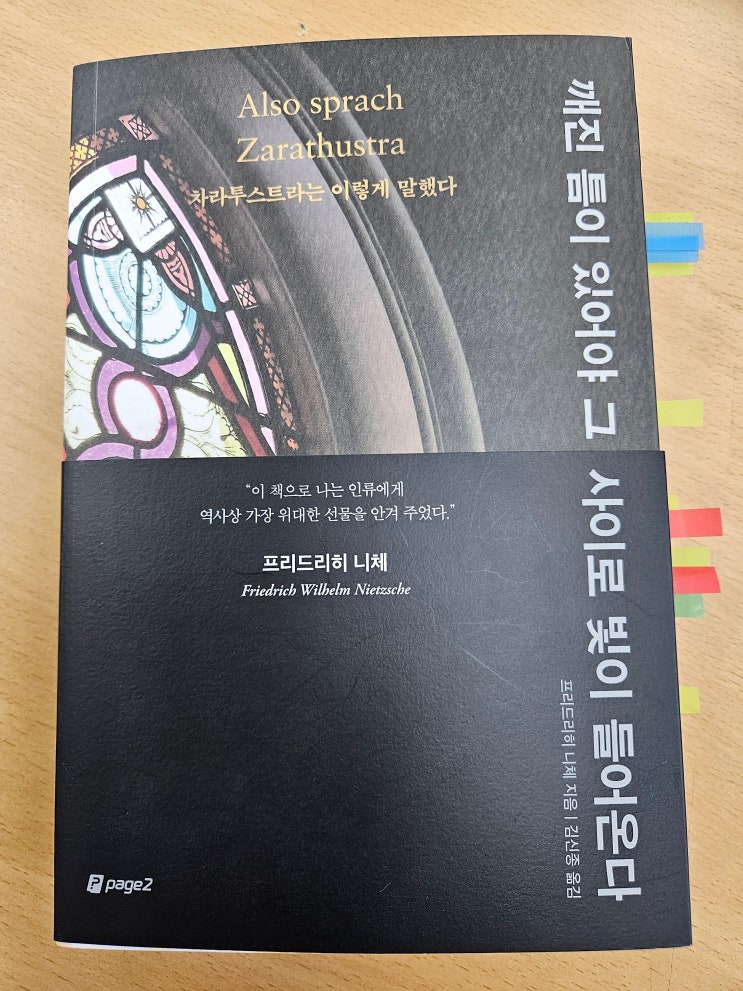 Also sprach
Zarathustra
차라투스트라는 이렇게 말했다
깨진 틈이 있어야 그 사이로 빛이 들어온다
“이 책으로 나는 인류에게
역사상 가장 위대한 선물을 안겨 주었다.”
프리드리히 니체
Friedrich Wilhelm Nietzsche
프리드리히 니체 지음 | 김신종 옮김
page2